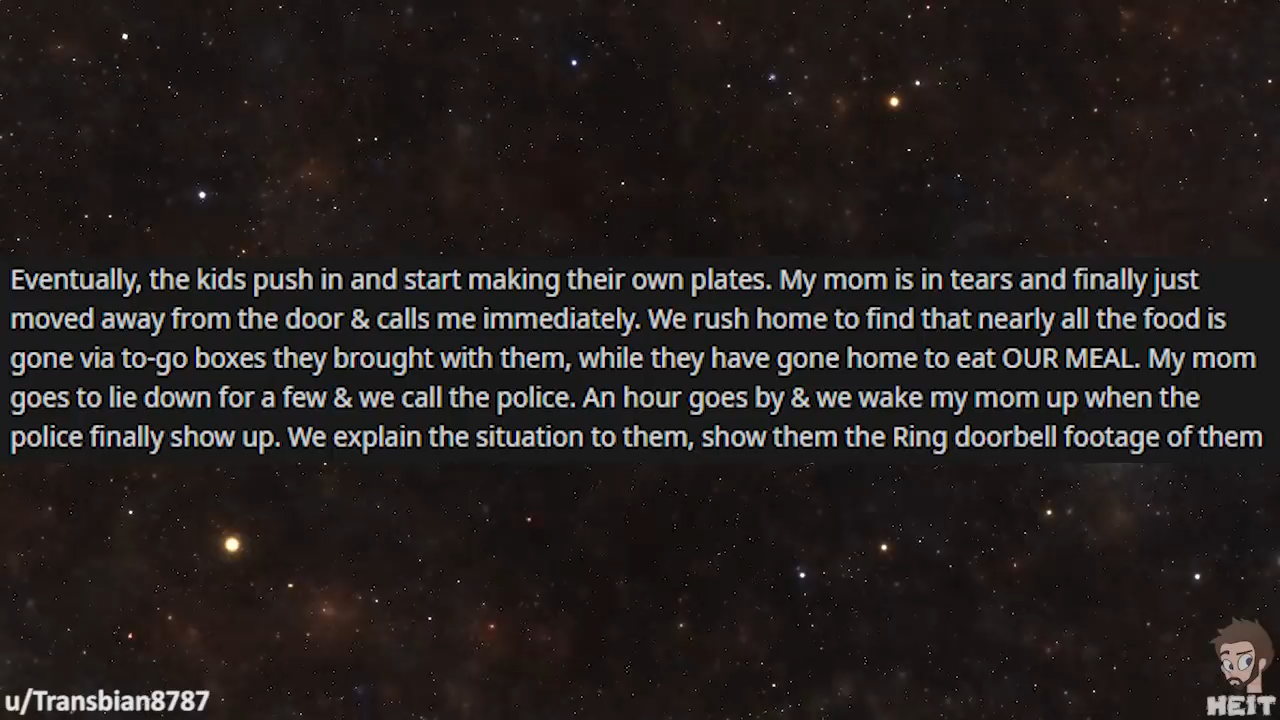 Eventually, the kids push in and start making their own plates. My mom is in tears and finally just
moved away from the door & calls me immediately. We rush home to find that nearly all the food is
gone via to-go boxes they brought with them, while they have gone home to eat OUR MEAL. My mom
goes to lie down for a few & we call the police. An hour goes by & we wake my mom up when the
police finally show up. We explain the situation to them, show them the Ring doorbell footage of them
u/Transbian8787
HEIT